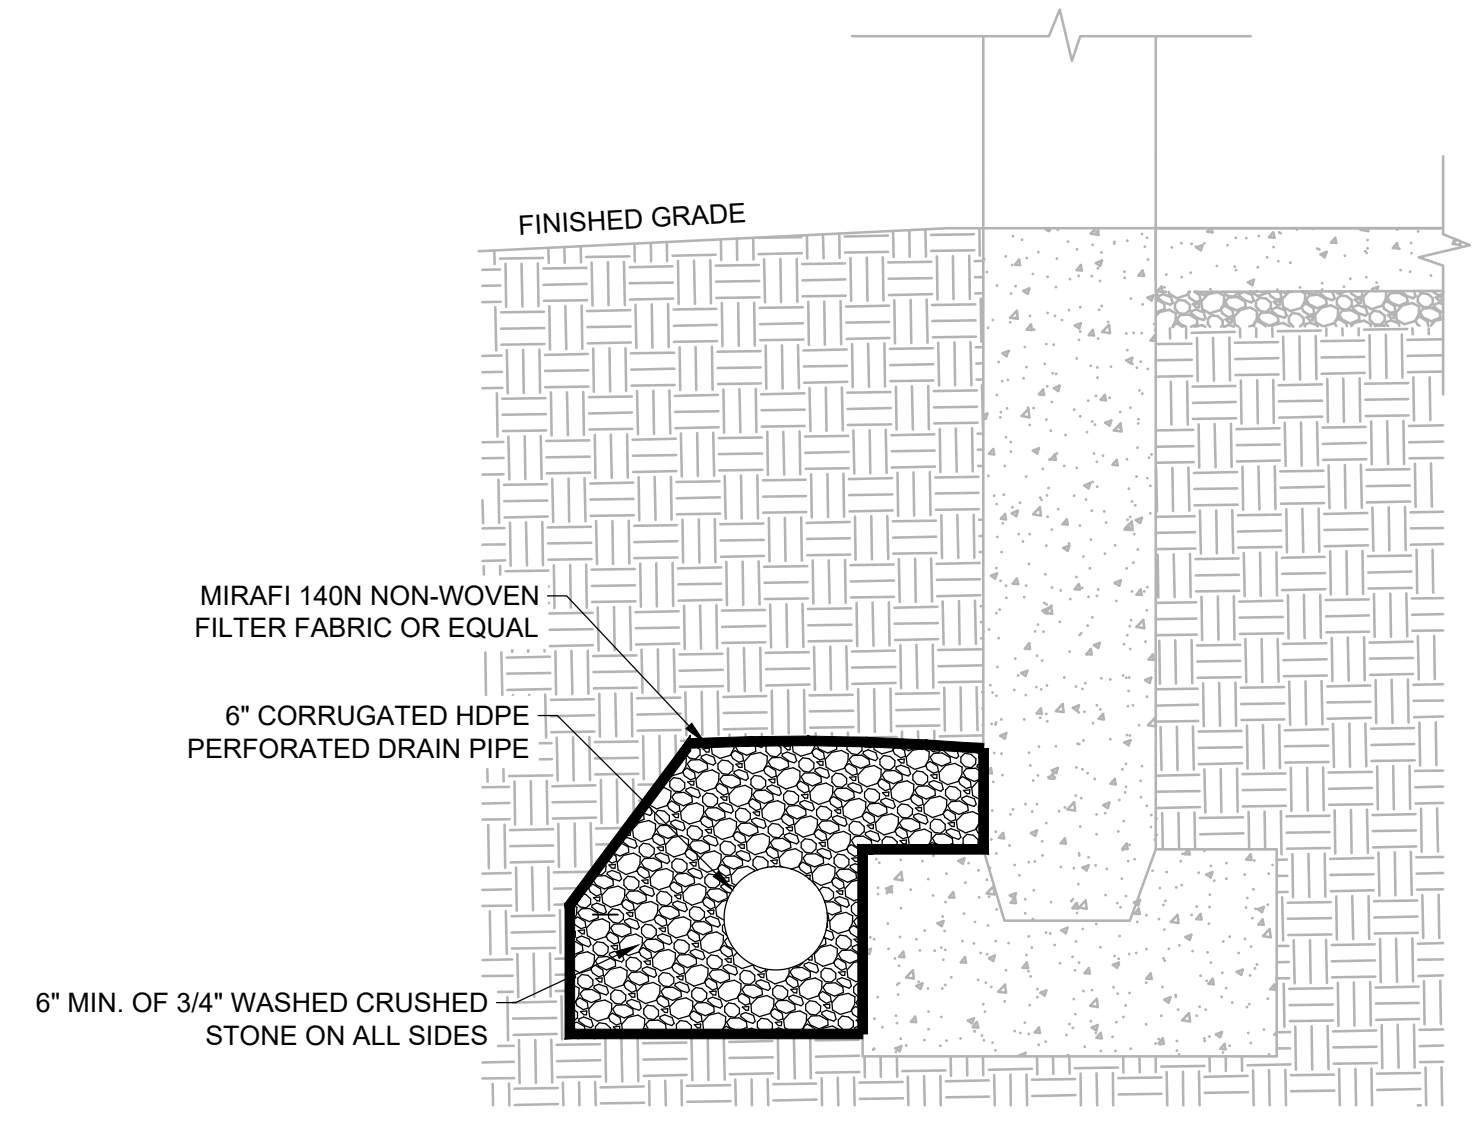 FINISHED GRADE
MIRAFI 140N NON-WOVEN
FILTER FABRIC OR EQUAL
6" CORRUGATED HDPE
PERFORATED DRAIN PIPE
6" MIN. OF 3/4" WASHED CRUSHED
STONE ON ALL SIDES